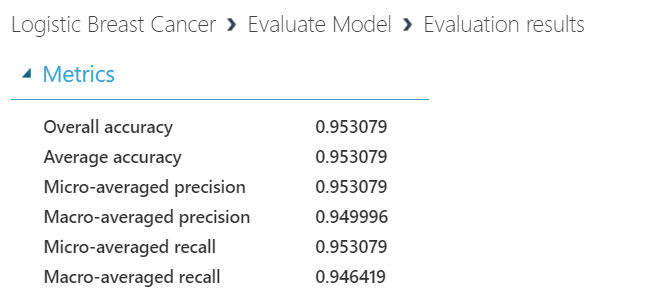 Logistic Breast Cancer › Evaluate Model › Evaluation results
Metrics
Overall accuracy 0.953079
Average accuracy 0.953079
Micro-averaged precision 0.953079
Macro-averaged precision 0.949996
Micro-averaged recall 0.953079
Macro-averaged recall 0.946419